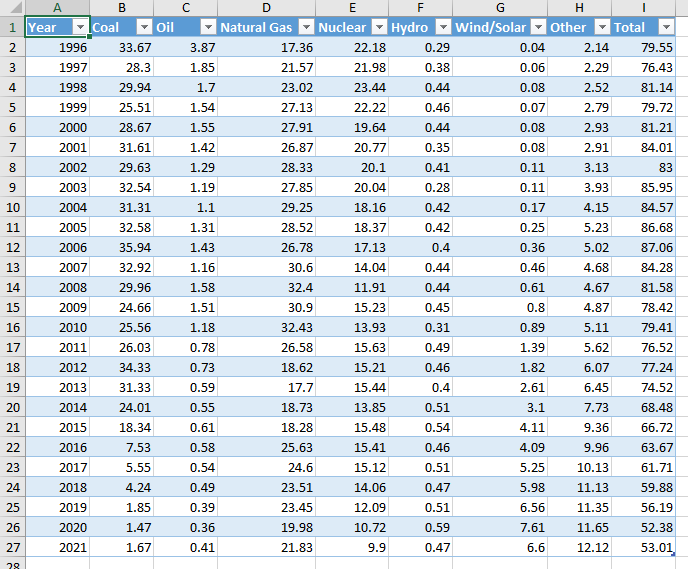 A B C D E F G H I
1 Year Coal Oil Natural Gas Nuclear Hydro Wind/Solar Other Total
2 1996 33.67 3.87 17.36 22.18 0.29 0.04 2.14 79.55
3 1997 28.3 1.85 21.57 21.98 0.38 0.06 2.29 76.43
4 1998 29.94 1.7 23.02 23.44 0.44 0.08 2.52 81.14
5 1999 25.51 1.54 27.13 22.22 0.46 0.07 2.79 79.72
6 2000 28.67 1.55 27.91 19.64 0.44 0.08 2.93 81.21
7 2001 31.61 1.42 26.87 20.77 0.35 0.08 2.91 84.01
8 2002 29.63 1.29 28.33 20.1 0.41 0.11 3.13 83
9 2003 32.54 1.19 27.85 20.04 0.28 0.11 3.93 85.95
10 2004 31.31 1.1 29.25 18.16 0.42 0.17 4.15 84.57
11 2005 32.58 1.31 28.52 18.37 0.42 0.25 5.23 86.68
12 2006 35.94 1.43 26.78 17.13 0.4 0.36 5.02 87.06
13 2007 32.92 1.16 30.6 14.04 0.44 0.46 4.68 84.28
14 2008 29.96 1.58 32.4 11.91 0.44 0.61 4.67 81.58
15 2009 24.66 1.51 30.9 15.23 0.45 0.8 4.87 78.42
16 2010 25.56 1.18 32.43 13.93 0.31 0.89 5.11 79.41
17 2011 26.03 0.78 26.58 15.63 0.49 1.39 5.62 76.52
18 2012 34.33 0.73 18.62 15.21 0.46 1.82 6.07 77.24
19 2013 31.33 0.59 17.7 15.44 0.4 2.61 6.45 74.52
20 2014 24.01 0.55 18.73 13.85 0.51 3.1 7.73 68.48
21 2015 18.34 0.61 18.28 15.48 0.54 4.11 9.36 66.72
22 2016 7.53 0.58 25.63 15.41 0.46 4.09 9.96 63.67
23 2017 5.55 0.54 24.6 15.12 0.51 5.25 10.13 61.71
24 2018 4.24 0.49 23.51 14.06 0.47 5.98 11.13 59.88
25 2019 1.85 0.39 23.45 12.09 0.51 6.56 11.35 56.19
26 2020 1.47 0.36 19.98 10.72 0.59 7.61 11.65 52.38
27 2021 1.67 0.41 21.83 9.9 0.47 6.6 12.12 53.01
28